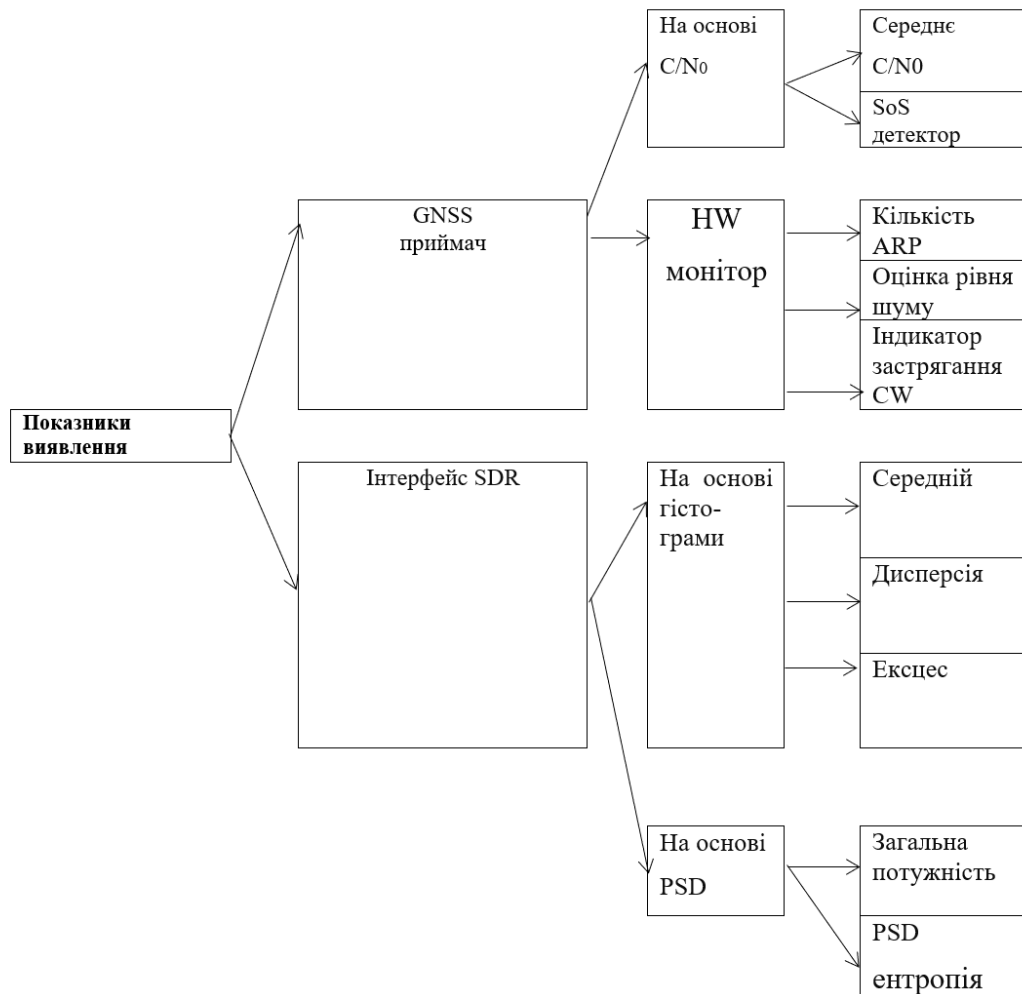 На основі
C/N0
Середнє
C/N0
SoS
детектор
GNSS
приймач
HW
монітор
Кількість
ARP
Оцінка рівня
шуму
Індикатор
застрягання
CW
Показники
виявлення
Інтерфейс SDR
На основі
гісто-
грами
Середній
Дисперсія
Ексцес
На основі
PSD
Загальна
потужність
PSD
ентропія